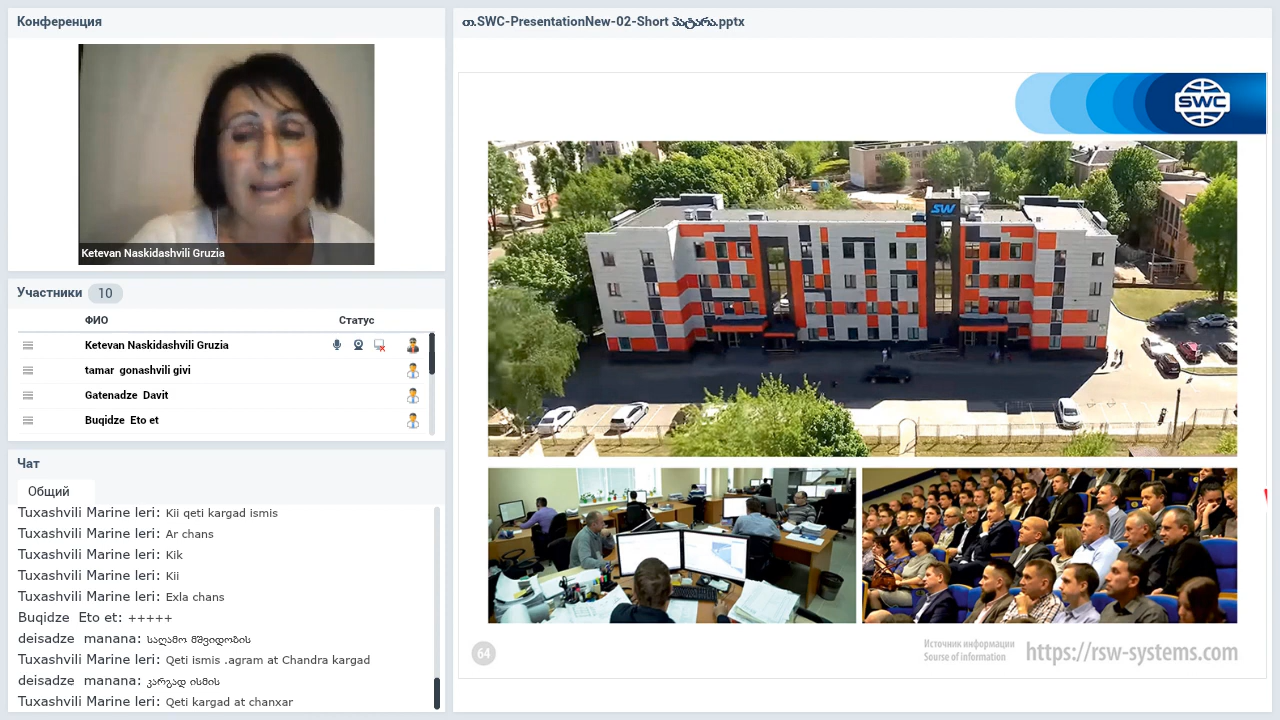 Конференция
Ketevan Naskidashvili Gruzia
Участники 10
ФИО Статус
Ketevan Naskidashvili Gruzia
tamar gonashvili givi
Gatenadze Davit
Buqidze Eto et
Чат
Общий
Tuxashvili Marine leri: Kii qeti kargad ismis
Tuxashvili Marine leri: Ar chans
Tuxashvili Marine leri: Kik
Tuxashvili Marine leri: Kii
Tuxashvili Marine leri: Exla chans
Buqidze Eto et: +++++
deisadze manana: საღამო მშვიდობის
Tuxashvili Marine leri: Qeti ismis .agram at chandra kargad
deisadze manana: კარგად ისმის
Tuxashvili Marine leri: Qeti kargad at chanxar
თ.SWC-PresentationNew-02-Short პატარა.pptx
SWC
SW
64
Источник информации
Sourse of information
https://rsw-systems.com